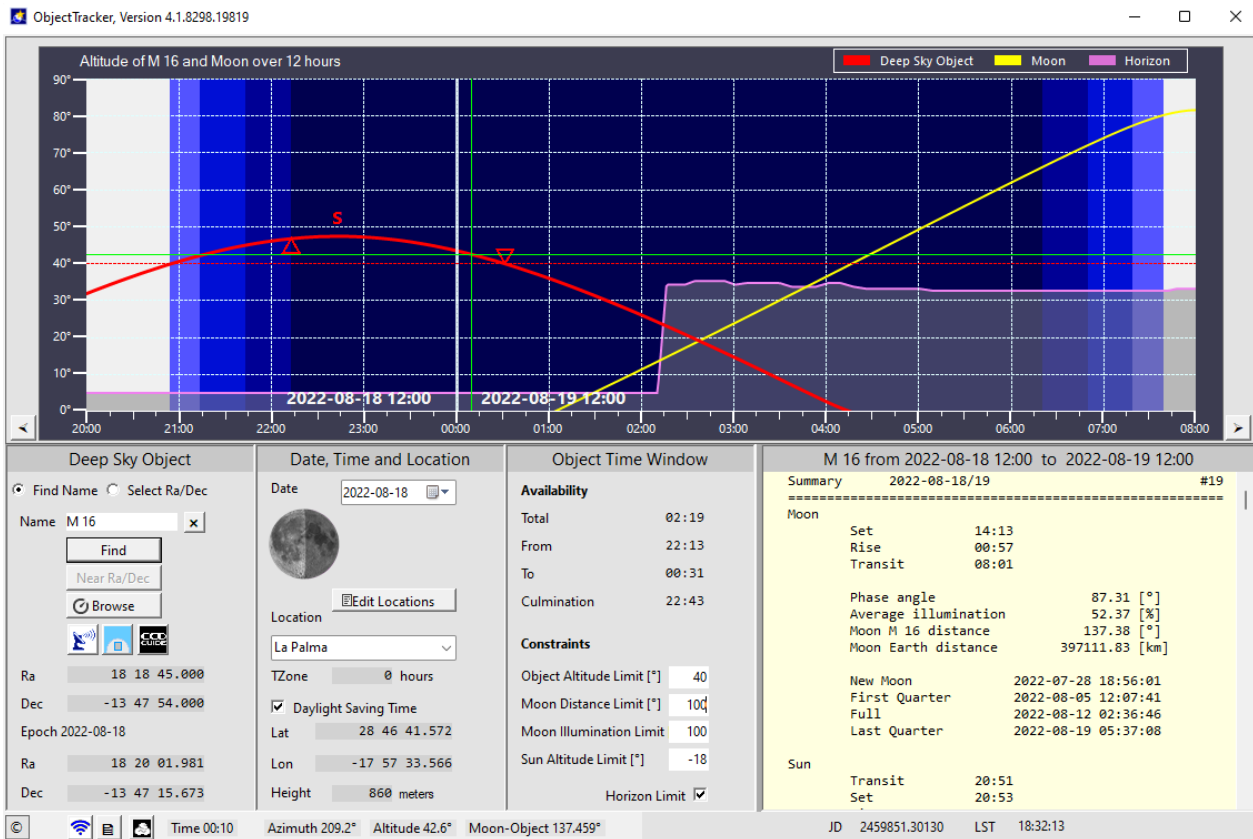 ObjectTracker, Version 4.1.8298.19819
Altitude of M 16 and Moon over 12 hours
Deep Sky Object Moon Horizon
90°
80°
70°
60°
50°
40°
30°
20°
10°
0°
S
2022-08-18 12:00 2022-08-19 12:00
20:00 21:00 22:00 23:00 00:00 01:00 02:00 03:00 04:00 05:00 06:00 07:00 08:00
Deep Sky Object
Find Name Select Ra/Dec
Name M 16 x
Find
Near Ra/Dec
Browse
CCD GUIDE
Ra 18 18 45.000
Dec -13 47 54.000
Epoch 2022-08-18
Ra 18 20 01.981
Dec -13 47 15.673
Date, Time and Location
Date 2022-08-18
Edit Locations
Location
La Palma
TZone 0 hours
Daylight Saving Time
Lat 28 46 41.572
Lon -17 57 33.566
Height 860 meters
Object Time Window
Availability
Total 02:19
From 22:13
To 00:31
Culmination 22:43
Constraints
Object Altitude Limit [°] 40
Moon Distance Limit [°] 100
Moon Illumination Limit 100
Sun Altitude Limit [°] -18
Horizon Limit
M 16 from 2022-08-18 12:00 to 2022-08-19 12:00
Summary 2022-08-18/19 #19
=======================================================
Moon
Set 14:13
Rise 00:57
Transit 08:01
Phase angle 87.31 [°]
Average illumination 52.37 [%]
Moon M 16 distance 137.38 [°]
Moon Earth distance 397111.83 [km]
New Moon 2022-07-28 18:56:01
First Quarter 2022-08-05 12:07:41
Full 2022-08-12 02:36:46
Last Quarter 2022-08-19 05:37:08
Sun
Transit 20:51
Set 20:53
© Time 00:10 Azimuth 209.2° Altitude 42.6° Moon-Object 137.459° JD 2459851.30130 LST 18:32:13